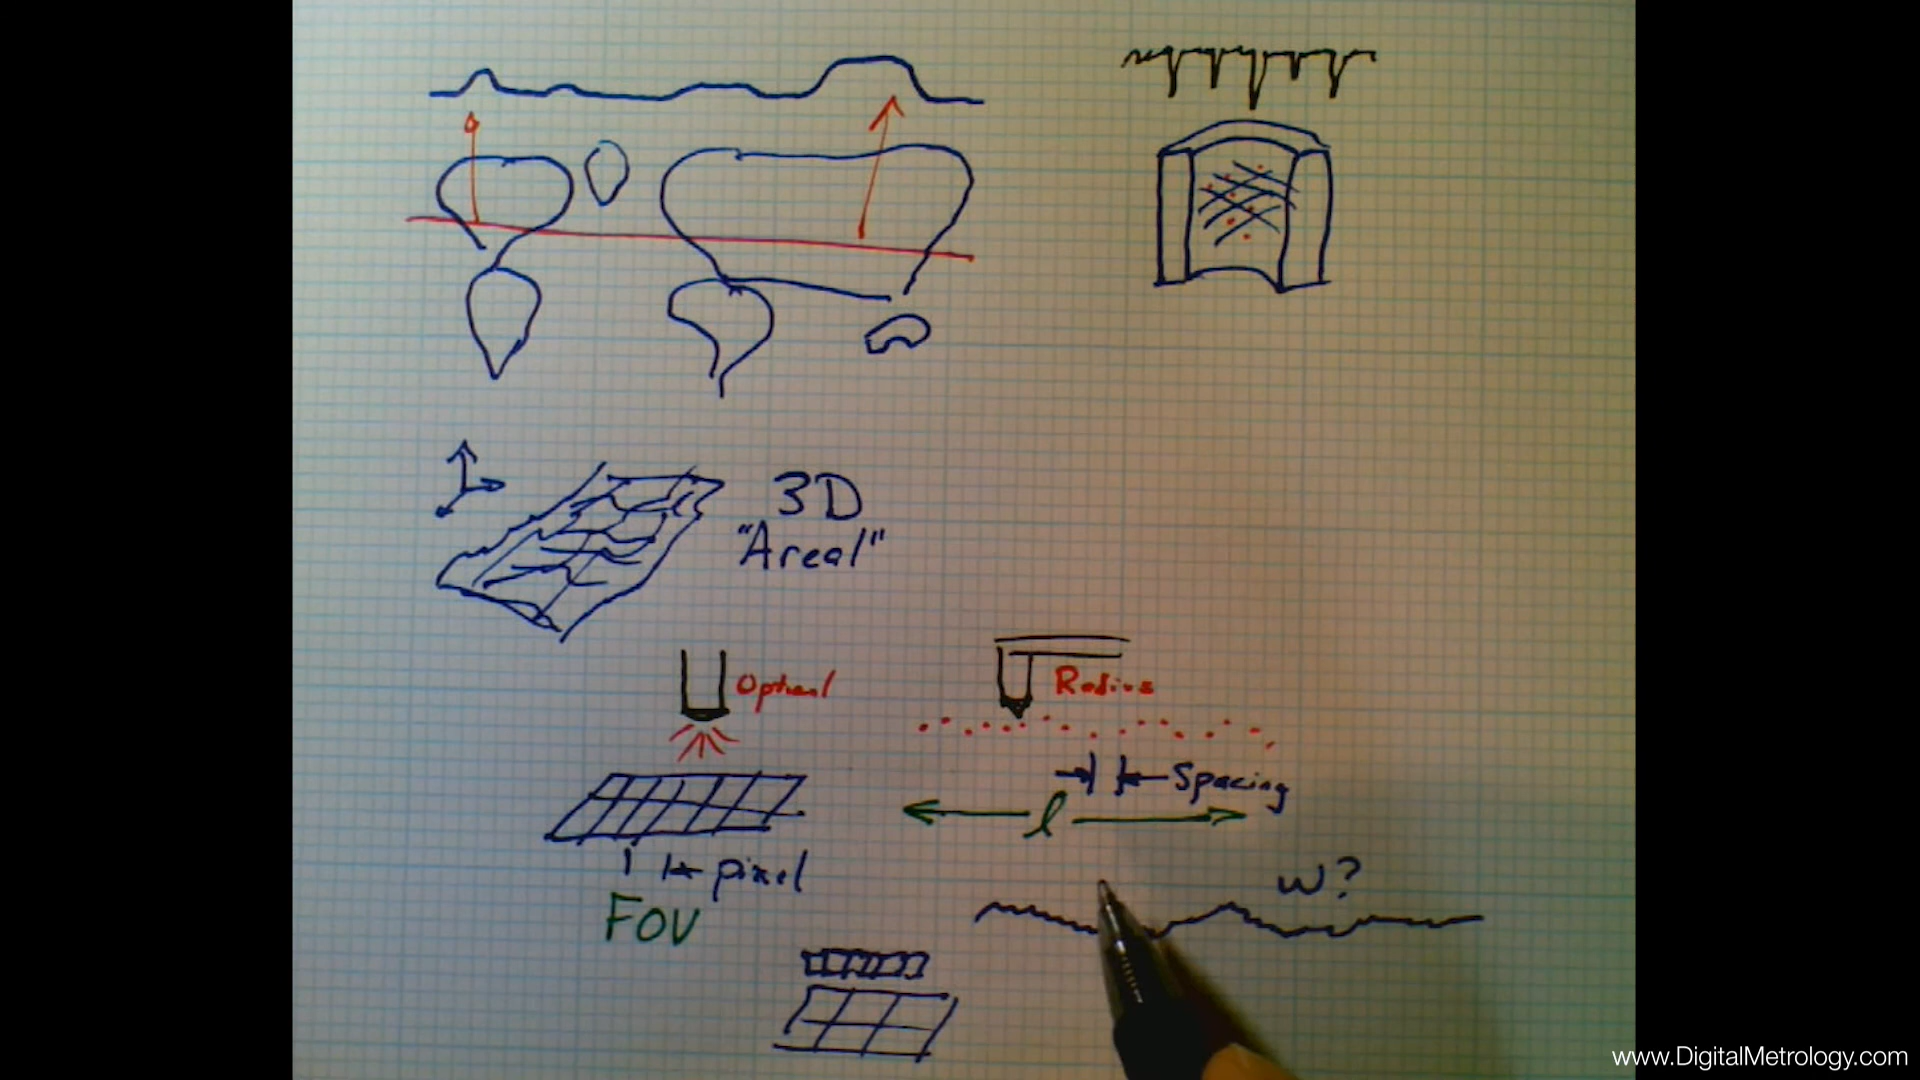 3D
"Areal"
Optical
Radius
Spacing
l
pixel
w?
FOV
www.DigitalMetrology.com